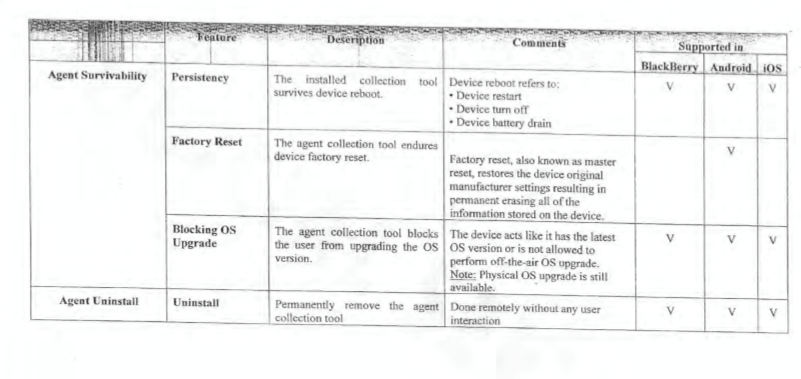 Feature Description Comments Supported in
BlackBerry Android iOS
Agent Survivability Persistency The installed collection tool survives device reboot. Device reboot refers to:
• Device restart
• Device turn off
• Device battery drain
V V V
Factory Reset The agent collection tool endures
device factory reset.
Factory reset, also known as master
reset, restores the device original
manufacturer settings resulting in
permanent erasing all of the
information stored on the device.
V
Blocking OS
Upgrade
The agent collection tool blocks
the user from upgrading the OS
version.
The device acts like it has the latest
OS version or is not allowed to
perform off-the-air OS upgrade.
Note: Physical OS upgrade is still
available.
V V V
Agent Uninstall Uninstall Permanently remove the agent
collection tool
Done remotely without any user
interaction
V V V